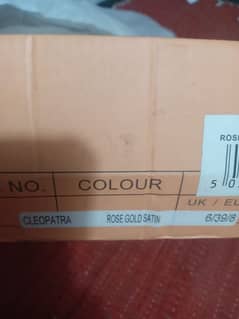 ROSE
5 0
NO. COLOUR UK / EU
CLEOPATRA ROSE GOLD SATIN 6/39/8